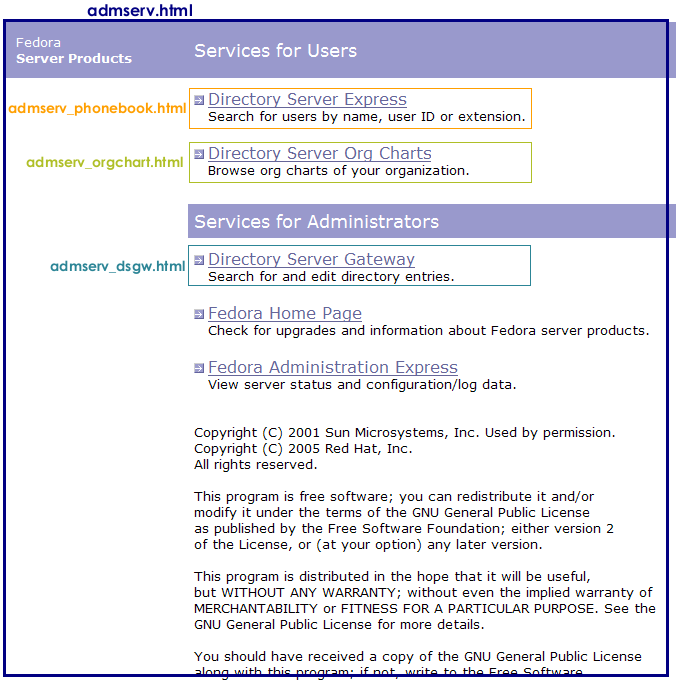 admserv.html
Fedora
Server Products
Services for Users
admserv_phonebook.html
Directory Server Express
Search for users by name, user ID or extension.
admserv_orgchart.html
Directory Server Org Charts
Browse org charts of your organization.
Services for Administrators
admserv_dsgw.html
Directory Server Gateway
Search for and edit directory entries.
Fedora Home Page
Check for upgrades and information about Fedora server products.
Fedora Administration Express
View server status and configuration/log data.
Copyright (C) 2001 Sun Microsystems, Inc. Used by permission.
Copyright (C) 2005 Red Hat, Inc.
All rights reserved.
This program is free software; you can redistribute it and/or
modify it under the terms of the GNU General Public License
as published by the Free Software Foundation; either version 2
of the License, or (at your option) any later version.
This program is distributed in the hope that it will be useful,
but WITHOUT ANY WARRANTY; without even the implied warranty of
MERCHANTABILITY or FITNESS FOR A PARTICULAR PURPOSE. See the
GNU General Public License for more details.
You should have received a copy of the GNU General Public License
along with this program; if not, write to the Free Software